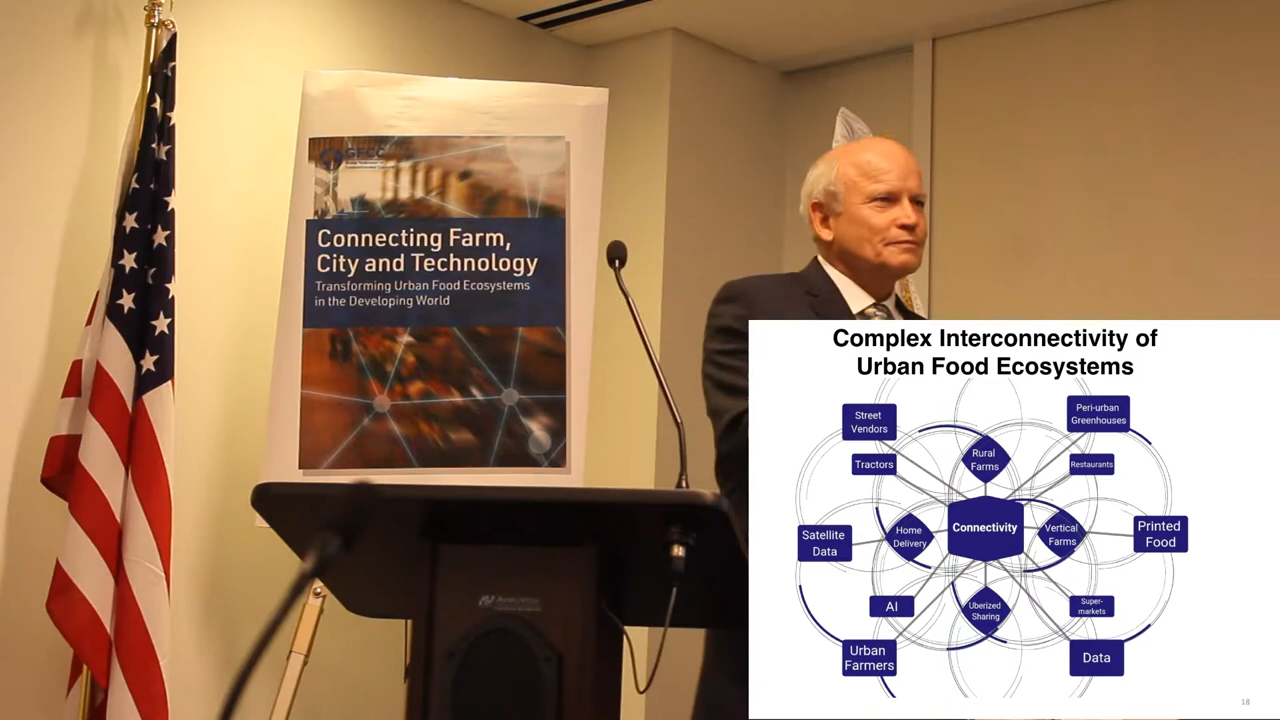 GFCC
Connecting Farm,
City and Technology
Transforming Urban Food Ecosystems
in the Developing World
Complex Interconnectivity of
Urban Food Ecosystems
Street
Vendors
Peri-urban
Greenhouses
Rural
Farms
Tractors
Restaurants
Satellite
Data
Home
Delivery
Connectivity
Vertical
Farms
Printed
Food
AI
Uberized
Sharing
Super-
markets
Urban
Farmers
Data
18